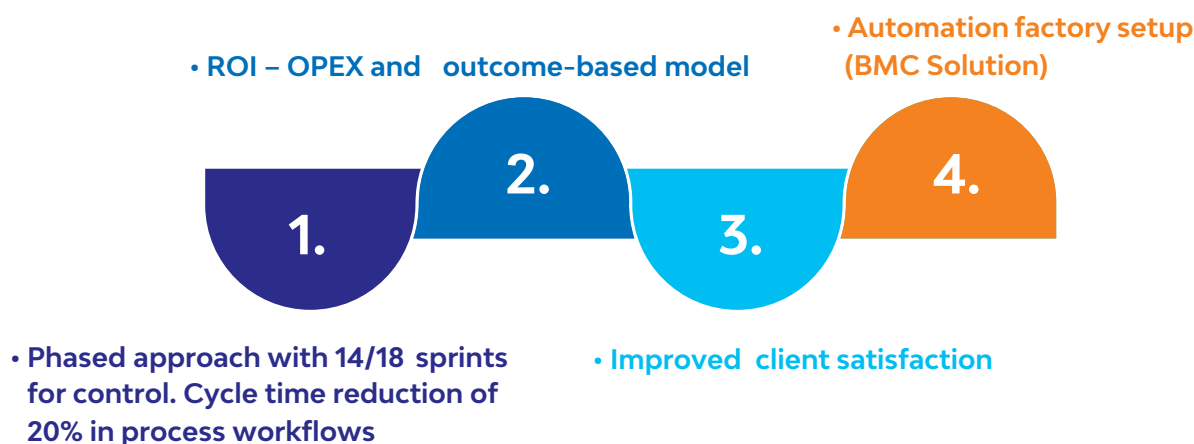 • Automation factory setup
(BMC Solution)
• ROI – OPEX and outcome-based model
1.
2.
3.
4.
• Phased approach with 14/18 sprints
for control. Cycle time reduction of
20% in process workflows
• Improved client satisfaction